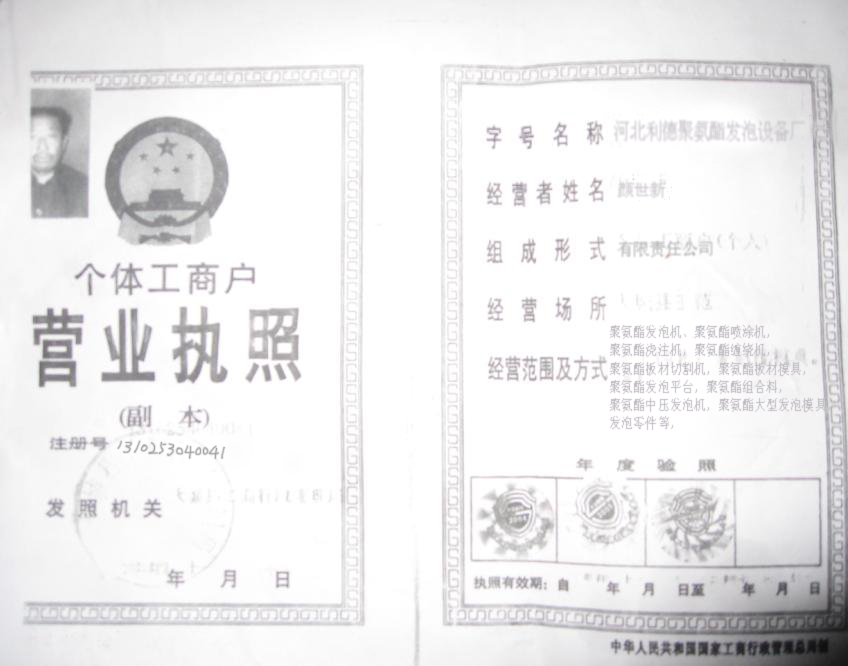 个体工商户
营业执照
(副 本)
注册号 1310253040041
发照机关
年 月 日
字号名称 河北利德聚氨酯发泡设备厂
经营者姓名 颜世新
组成形式 有限责任公司 (个人)
经营场所
经营范围及方式
聚氨酯发泡机、聚氨酯喷涂机,
聚氨酯浇注机, 聚氨酯缠绕机,
聚氨酯板材切割机, 聚氨酯板材模具,
聚氨酯发泡平台, 聚氨酯组合料,
聚氨酯中压发泡机, 聚氨酯大型发泡模具
发泡零件等,
年度验照
执照有效期: 自 年 月 日至 年 月 日
中华人民共和国国家工商行政管理总局制